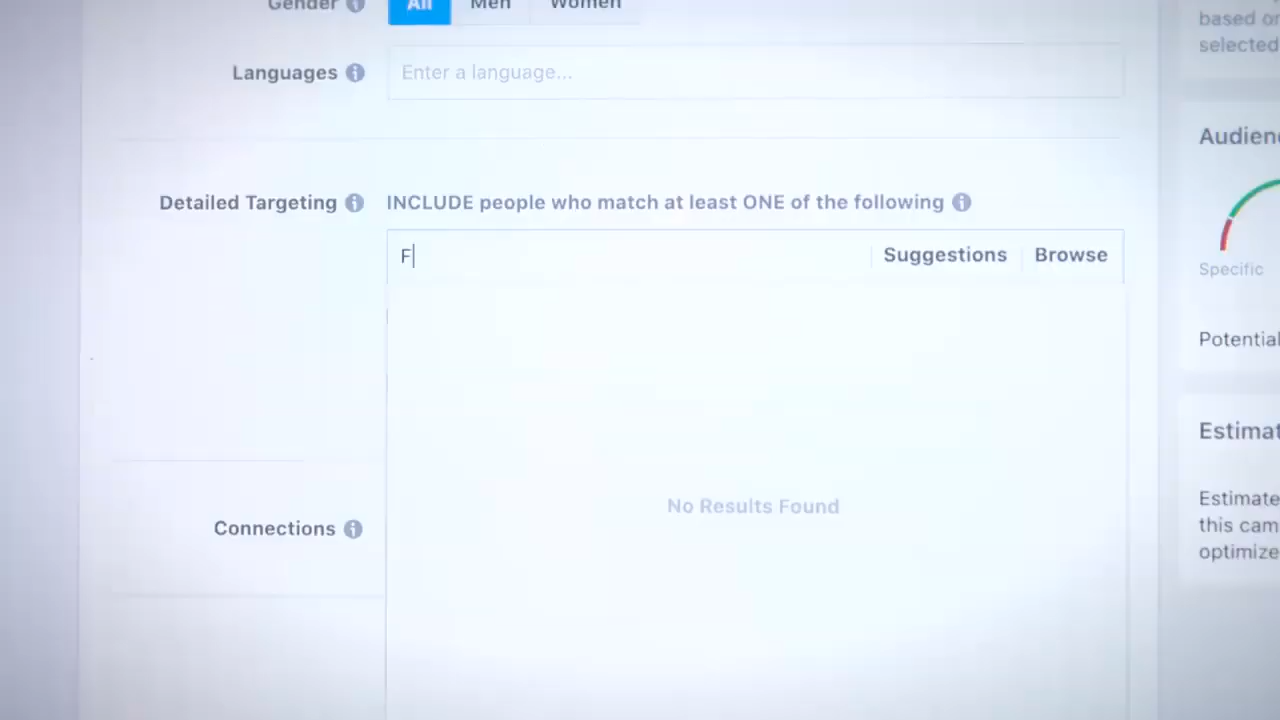 Gender
All Men Women
Languages
Enter a language...
Detailed Targeting
INCLUDE people who match at least ONE of the following
F
Suggestions
Browse
No Results Found
Connections
based on
selected
Audien
Specific
Potential
Estimat
Estimate
this cam
optimize